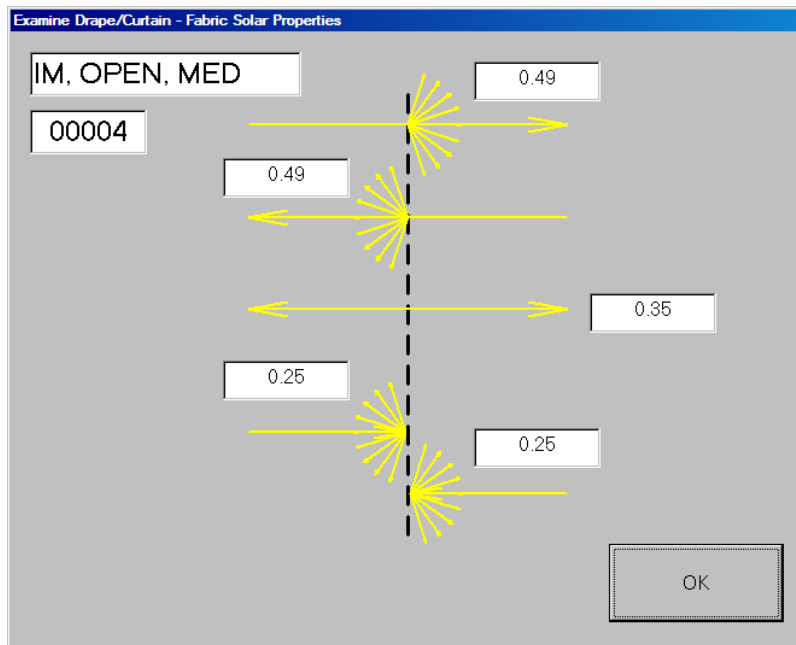 Examine Drape/Curtain - Fabric Solar Properties
IM, OPEN, MED
0.49
00004
0.49
0.35
0.25
0.25
OK